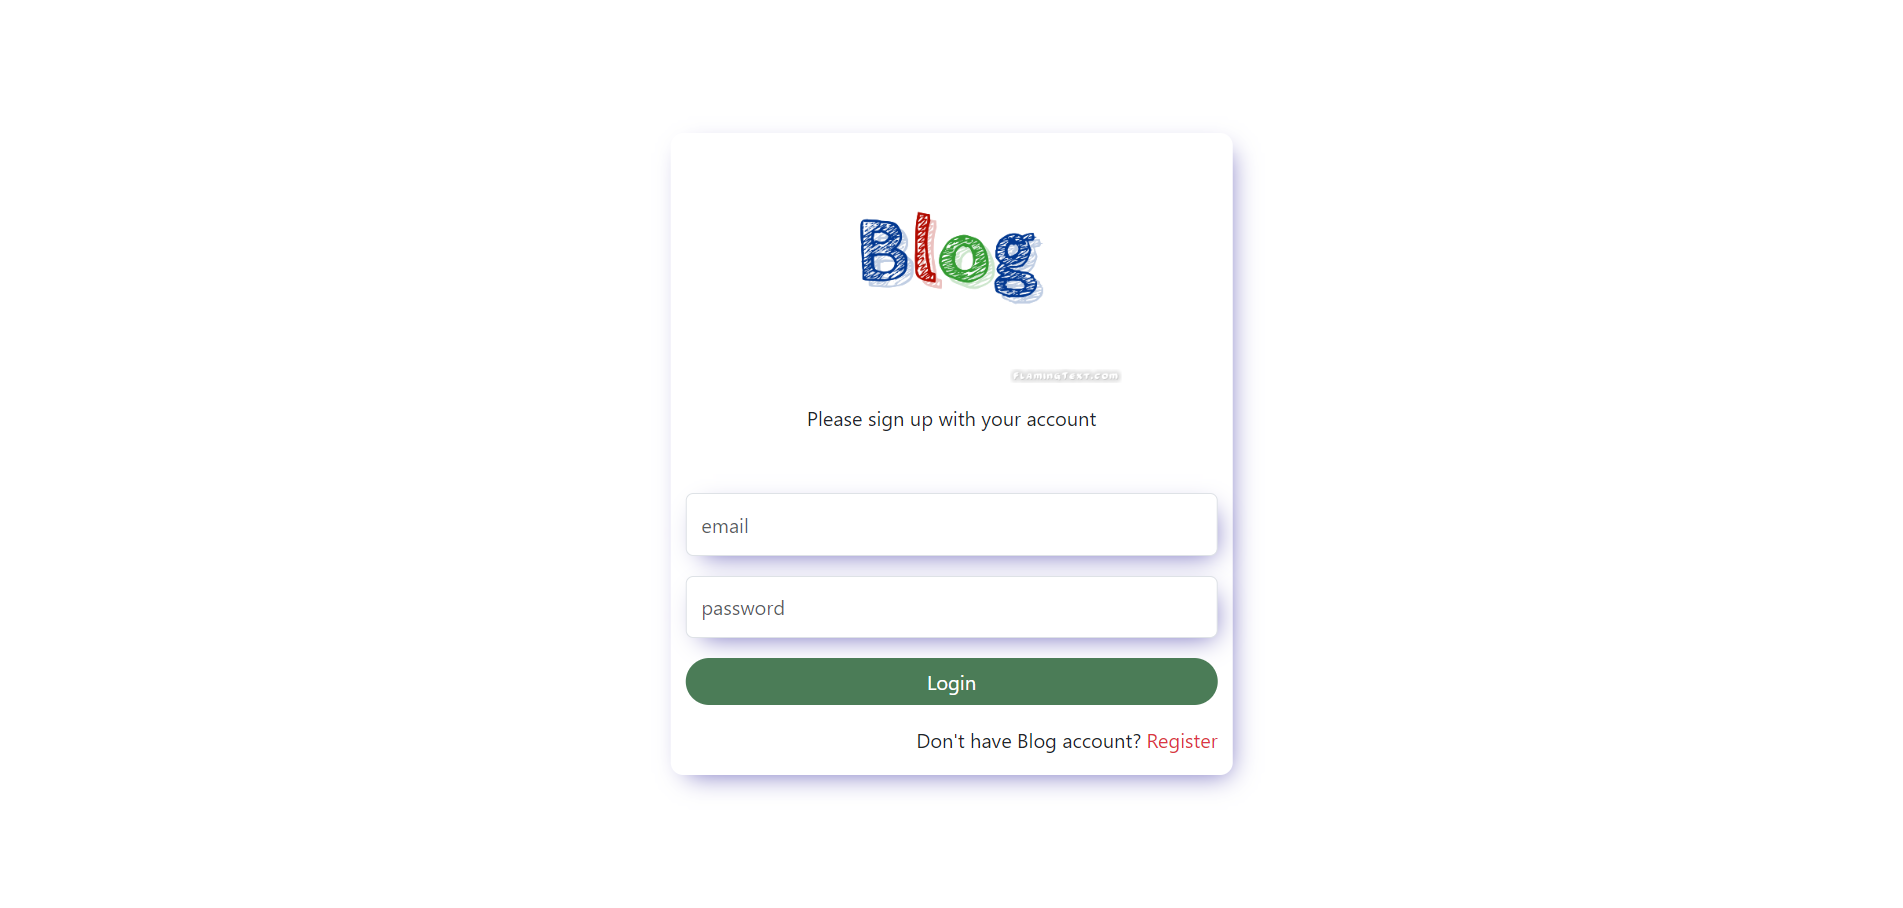 Blog
FlamingText.com
Please sign up with your account
email
password
Login
Don't have Blog account? Register